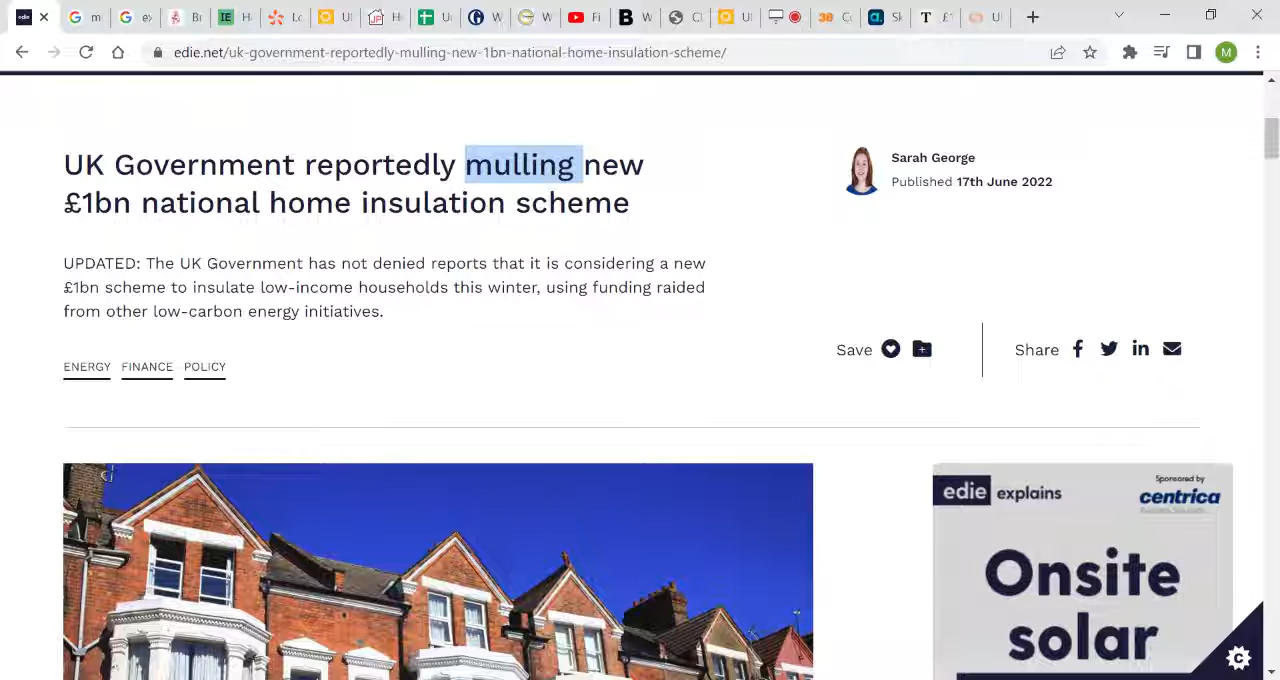 edie
edie.net/uk-government-reportedly-mulling-new-1bn-national-home-insulation-scheme/
M
UK Government reportedly mulling new
£1bn national home insulation scheme
Sarah George
Published 17th June 2022
UPDATED: The UK Government has not denied reports that it is considering a new
£1bn scheme to insulate low-income households this winter, using funding raided
from other low-carbon energy initiatives.
Save
Share
ENERGY FINANCE POLICY
edie explains
Sponsored by
centrica
Onsite
solar